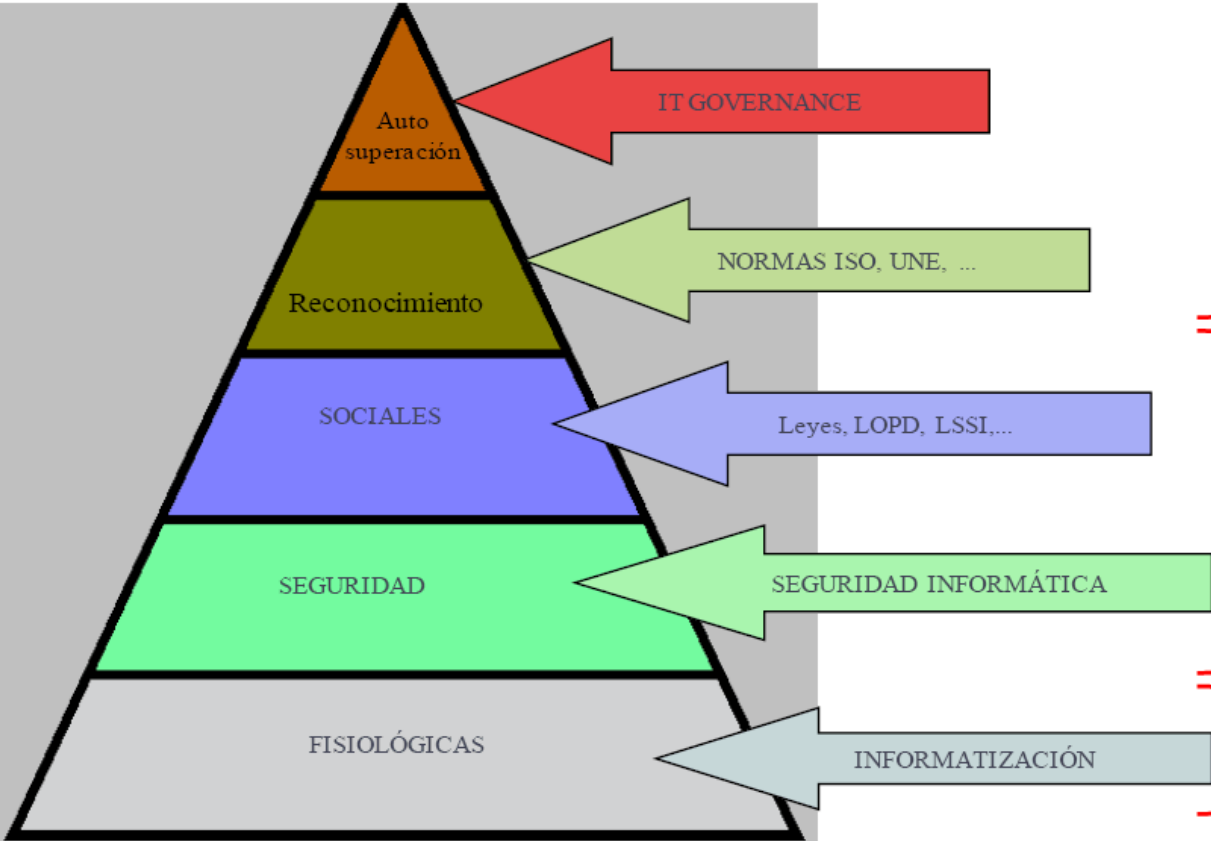 IT GOVERNANCE
Auto
superación
NORMAS ISO, UNE, ...
Reconocimiento
SOCIALES
Leyes, LOPD, LSSI,...
SEGURIDAD
SEGURIDAD INFORMÁTICA
FISIOLÓGICAS
INFORMATIZACIÓN